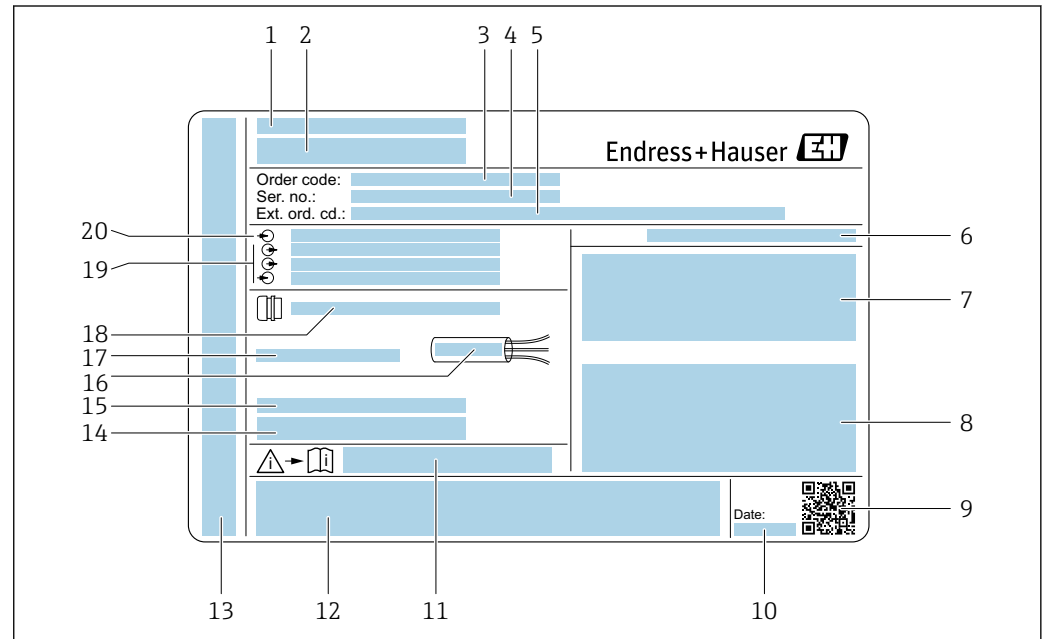 1 2 3 4 5
Endress+Hauser EH
Order code:
Ser. no.:
Ext. ord. cd.:
20
6
19
7
18
17
16
15
14
8
i i
Date:
9
13 12 11 10